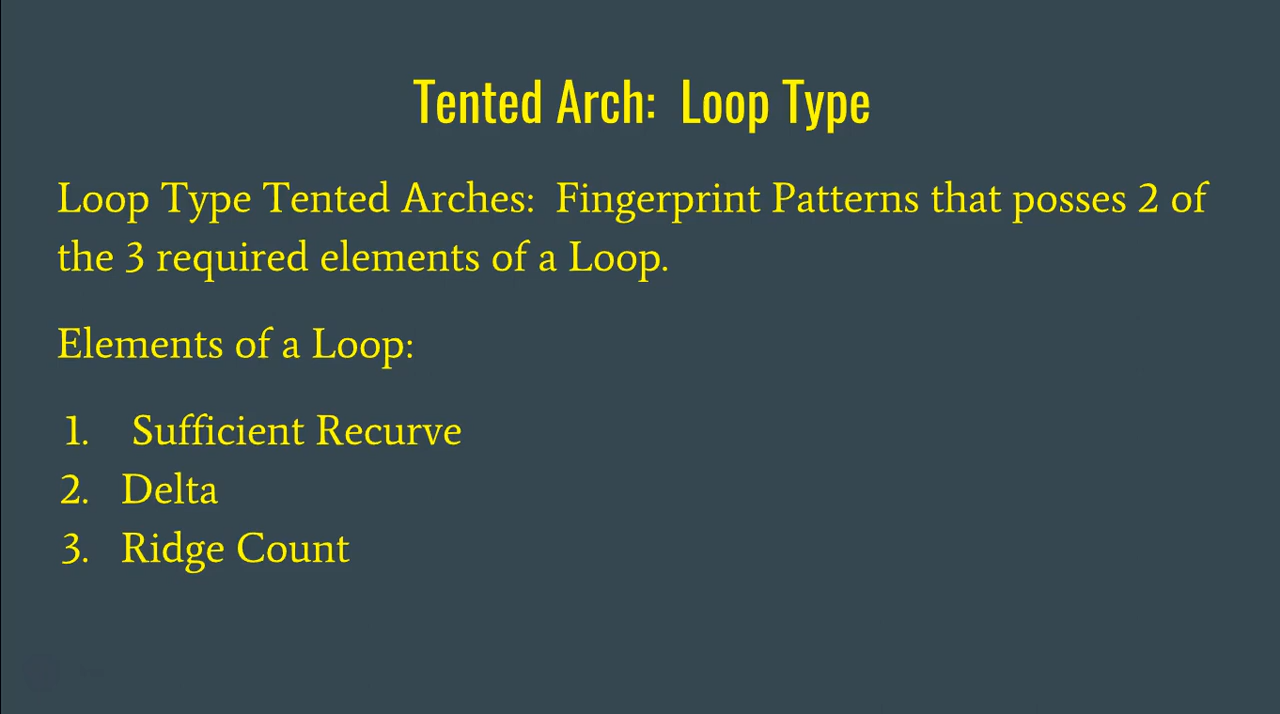 Tented Arch: Loop Type
Loop Type Tented Arches: Fingerprint Patterns that posses 2 of
the 3 required elements of a Loop.
Elements of a Loop:
1. Sufficient Recurve
2. Delta
3. Ridge Count